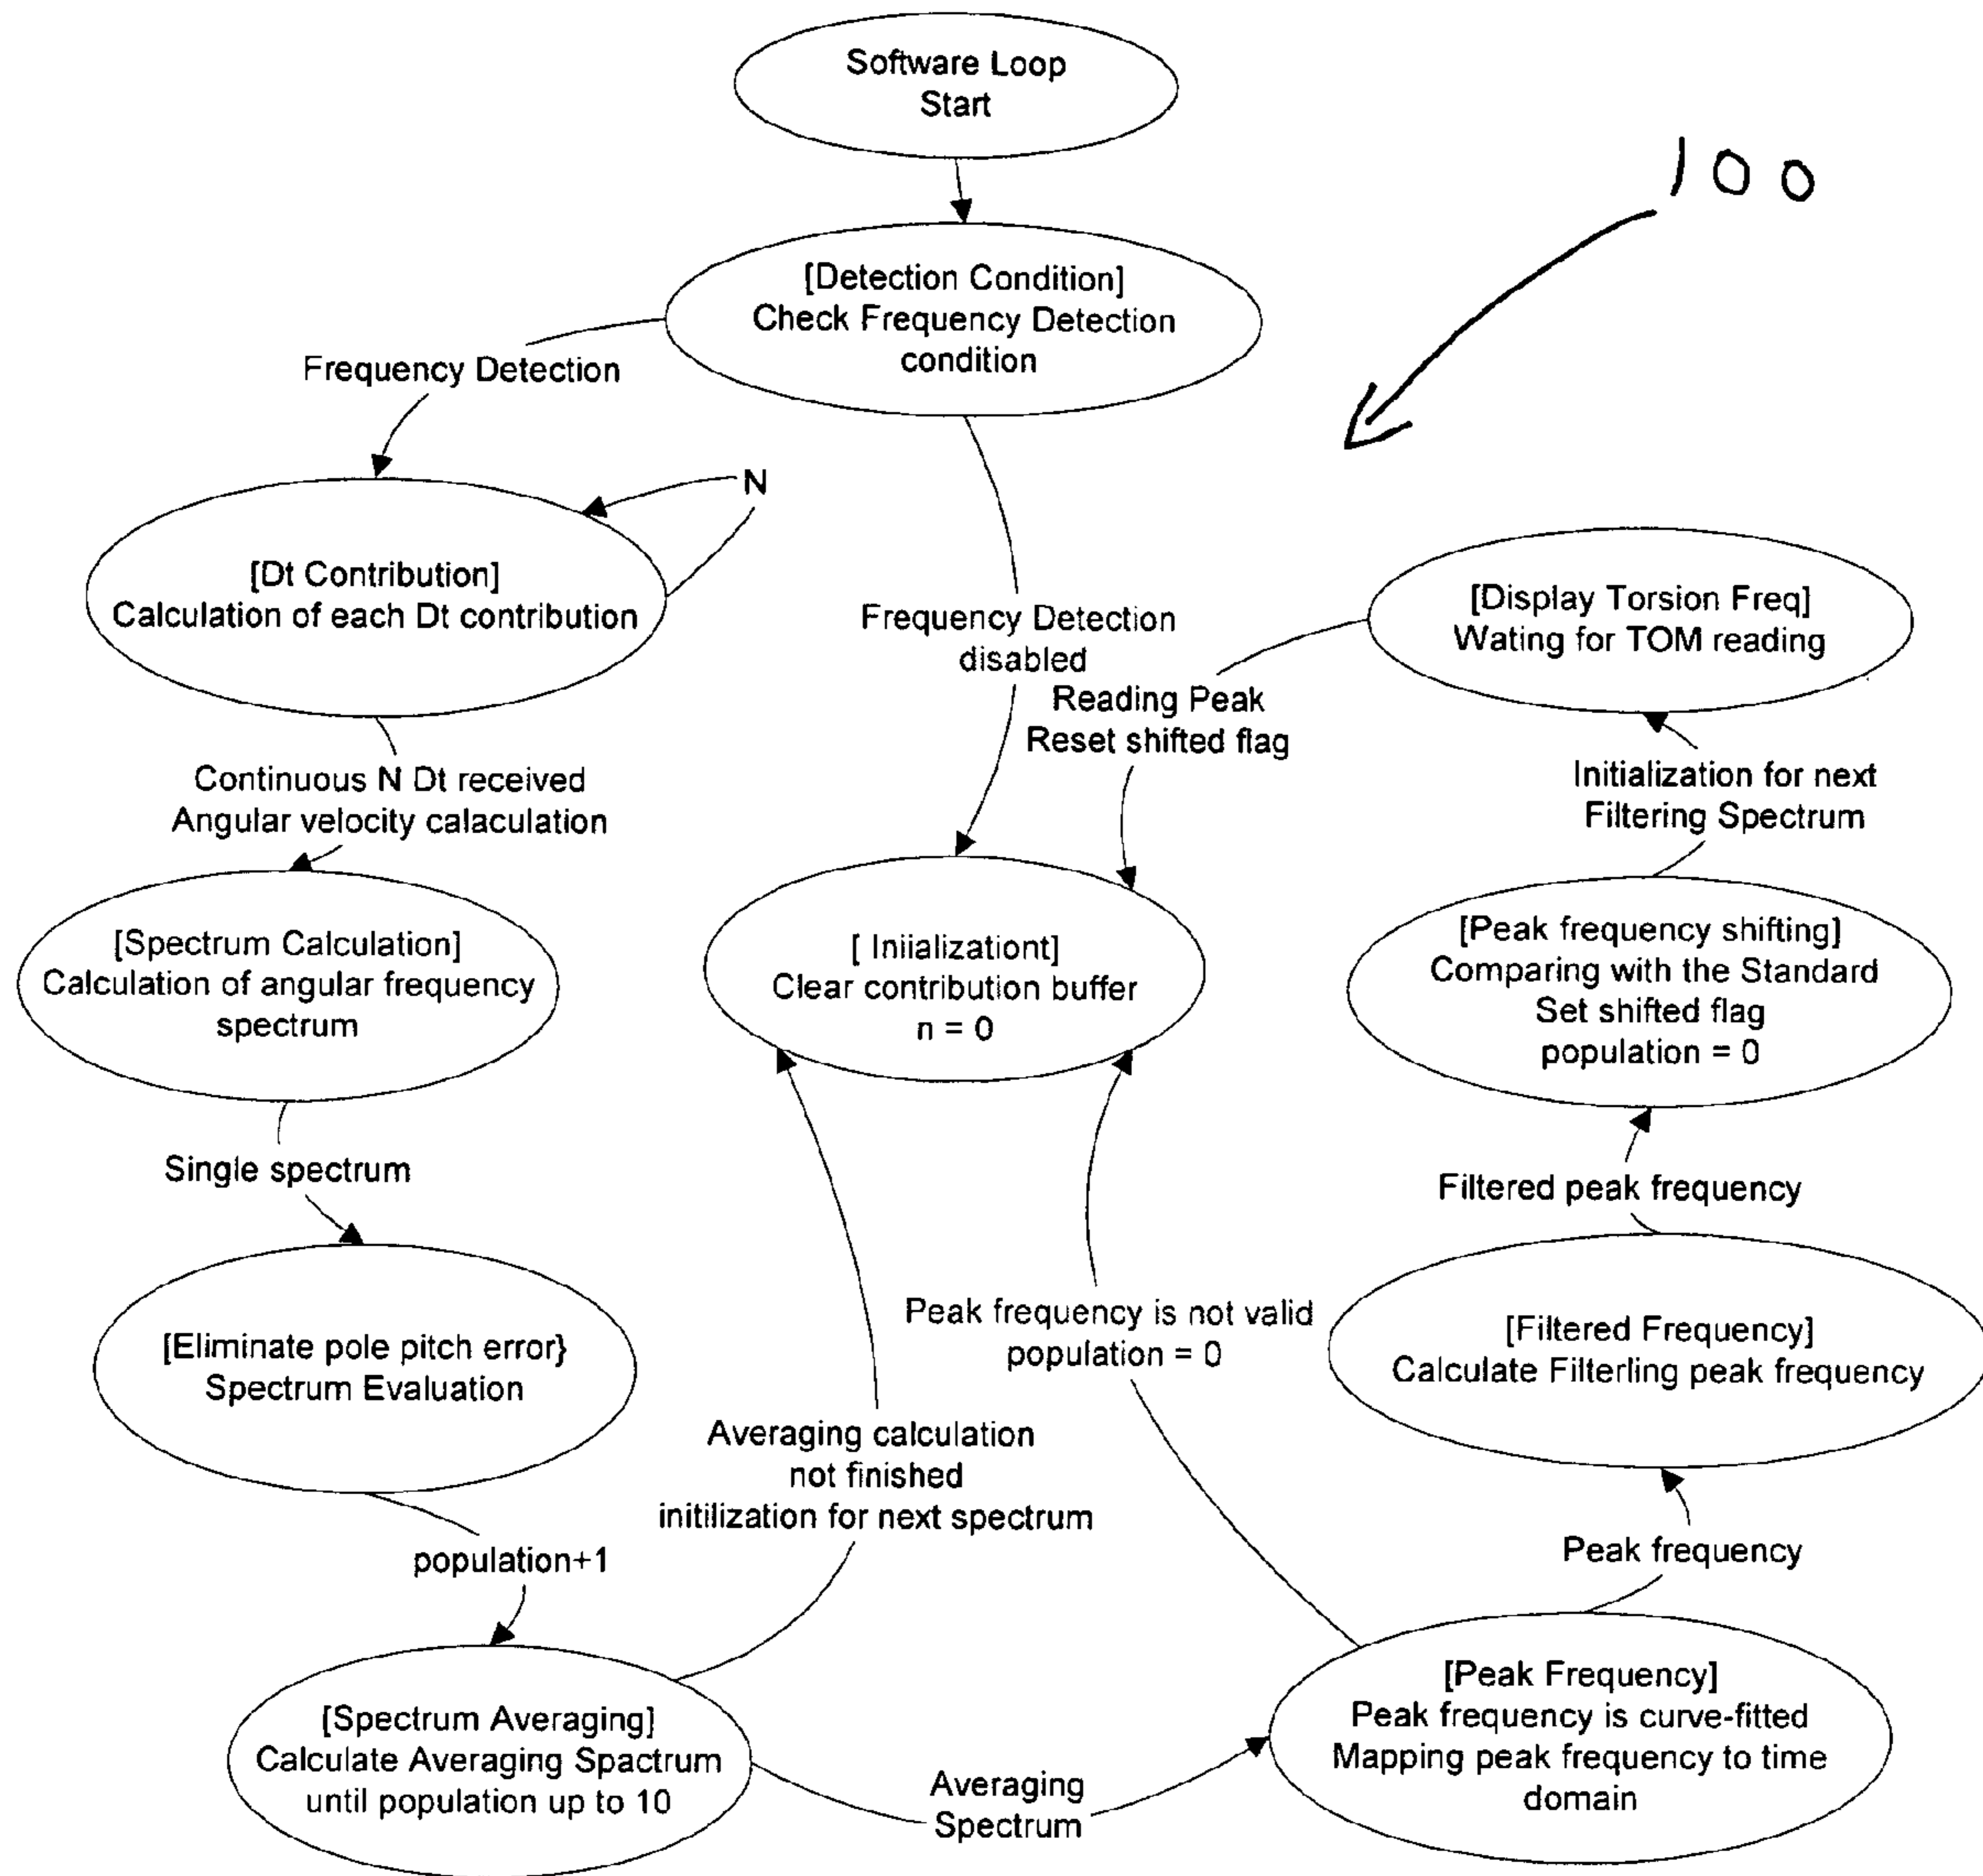 Software Loop
Start
100
[Detection Condition]
Check Frequency Detection
condition
Frequency Detection
N
[Dt Contribution]
Calculation of each Dt contribution
Frequency Detection
disabled
[Display Torsion Freq]
Wating for TOM reading
Reading Peak
Reset shifted flag
Continuous N Dt received
Angular velocity calaculation
Initialization for next
Filtering Spectrum
[Spectrum Calculation]
Calculation of angular frequency
spectrum
[ Iniializationt]
Clear contribution buffer
n = 0
[Peak frequency shifting]
Comparing with the Standard
Set shifted flag
population = 0
Single spectrum
Filtered peak frequency
[Eliminate pole pitch error}
Spectrum Evaluation
Peak frequency is not valid
population = 0
[Filtered Frequency]
Calculate Filterling peak frequency
Averaging calculation
not finished
initilization for next spectrum
population+1
Peak frequency
[Spectrum Averaging]
Calculate Averaging Spactrum
until population up to 10
Averaging
Spectrum
[Peak Frequency]
Peak frequency is curve-fitted
Mapping peak frequency to time
domain